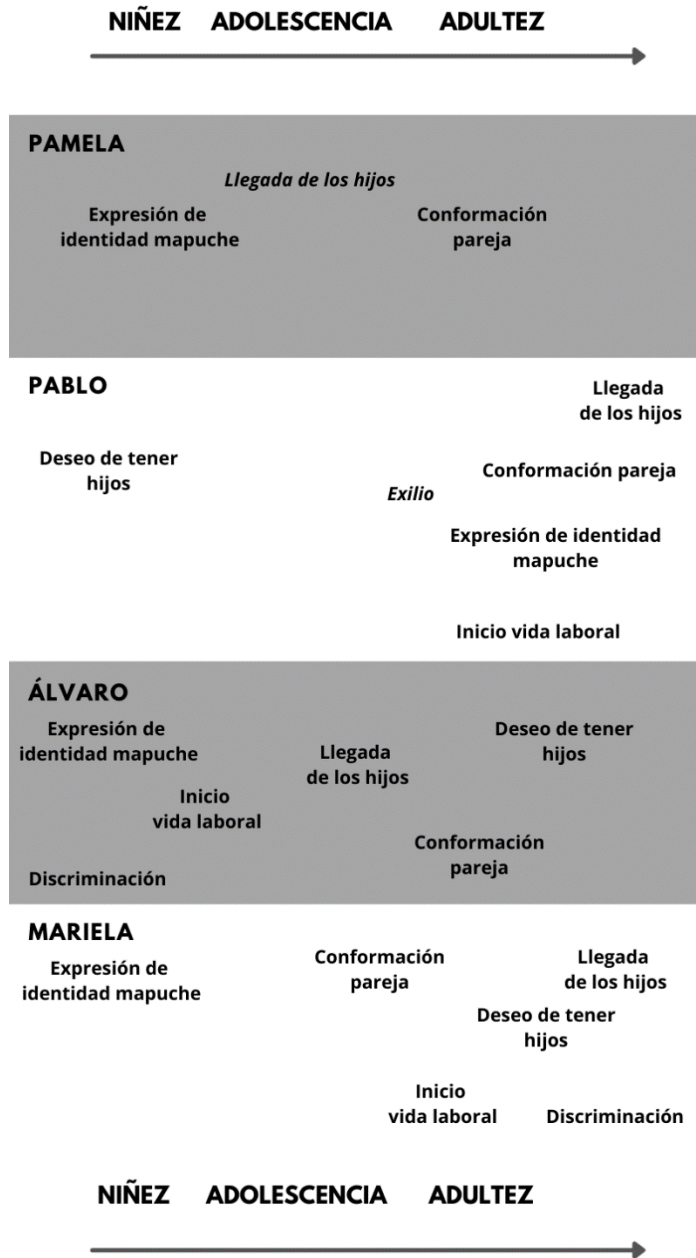 NIÑEZ ADOLESCENCIA ADULTEZ
PAMELA
Llegada de los hijos
Expresión de
identidad mapuche
Conformación
pareja
PABLO
Llegada
de los hijos
Deseo de tener
hijos
Conformación pareja
Exilio
Expresión de identidad
mapuche
Inicio vida laboral
ÁLVARO
Expresión de
identidad mapuche
Llegada
de los hijos
Deseo de tener
hijos
Inicio
vida laboral
Conformación
pareja
Discriminación
MARIELA
Expresión de
identidad mapuche
Conformación
pareja
Llegada
de los hijos
Deseo de tener
hijos
Inicio
vida laboral
Discriminación
NIÑEZ ADOLESCENCIA ADULTEZ